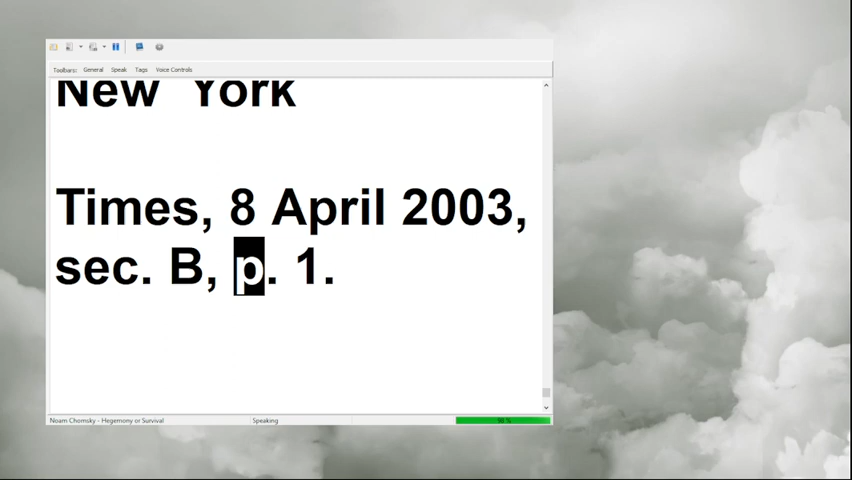 Toolbars: General Speak Tags Voice Controls
New York
Times, 8 April 2003,
sec. B, p. 1.
Noam Chomsky - Hegemony or Survival Speaking